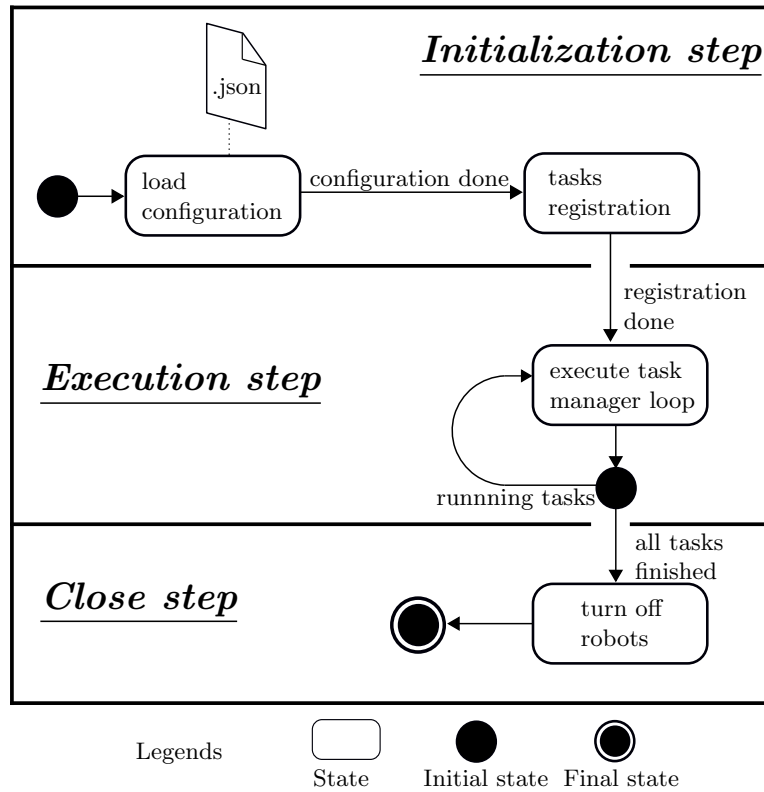 Initialization step
.json
load
configuration
configuration done
tasks
registration
registration
done
Execution step
execute task
manager loop
runnning tasks
all tasks
finished
Close step
turn off
robots
Legends
State
Initial state
Final state